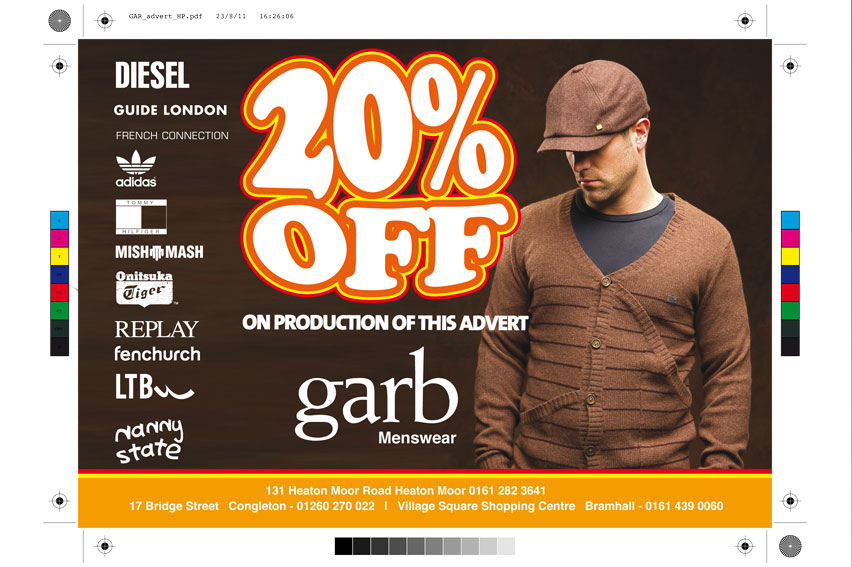 GAR_advert_HP.pdf 23/8/11 16:26:06
DIESEL
GUIDE LONDON
FRENCH CONNECTION
adidas
TOMMY
HILFIGER
MISH MASH
Onitsuka
Tiger™
REPLAY
fenchurch
LTB
nanny
state
20%
OFF
ON PRODUCTION OF THIS ADVERT
garb
Menswear
131 Heaton Moor Road Heaton Moor 0161 282 3641
17 Bridge Street Congleton - 01260 270 022 I Village Square Shopping Centre Bramhall - 0161 439 0060